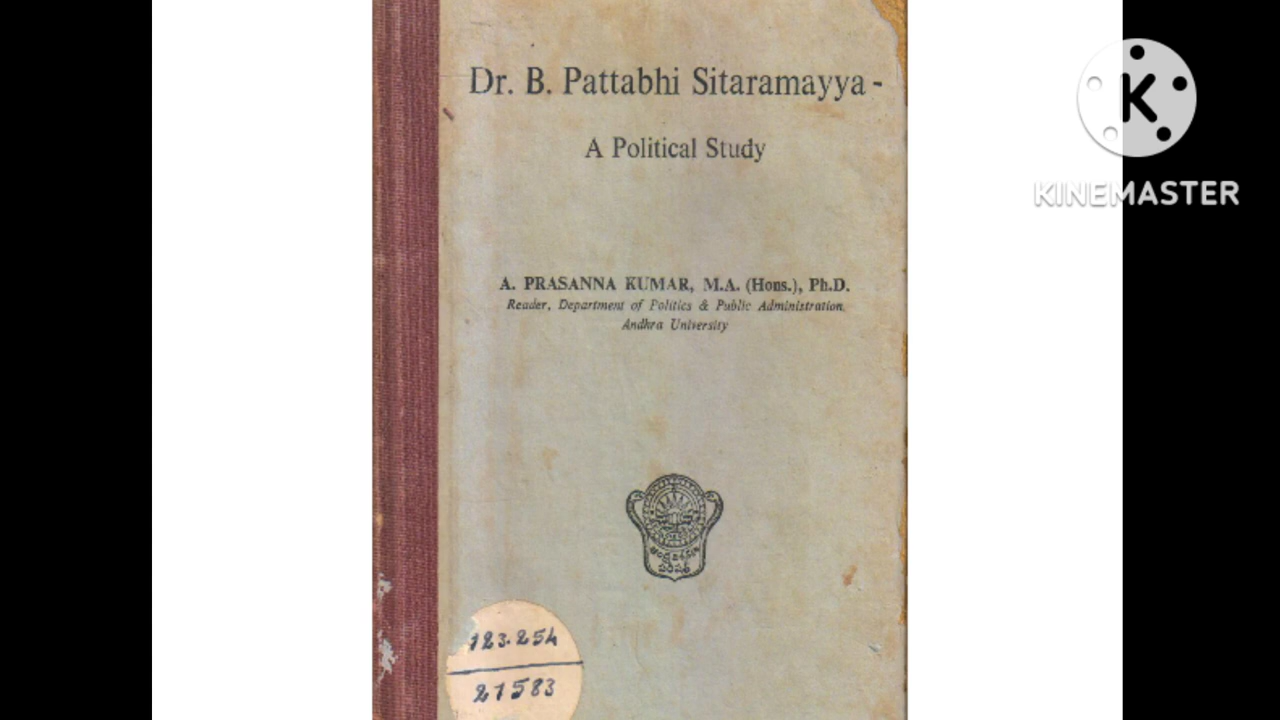 Dr. B. Pattabhi Sitaramayya -
A Political Study
A. PRASANNA KUMAR, M.A. (Hons.), Ph.D.
Reader, Department of Politics & Public Administration,
Andhra University
K
KINEMASTER
123.254
21583